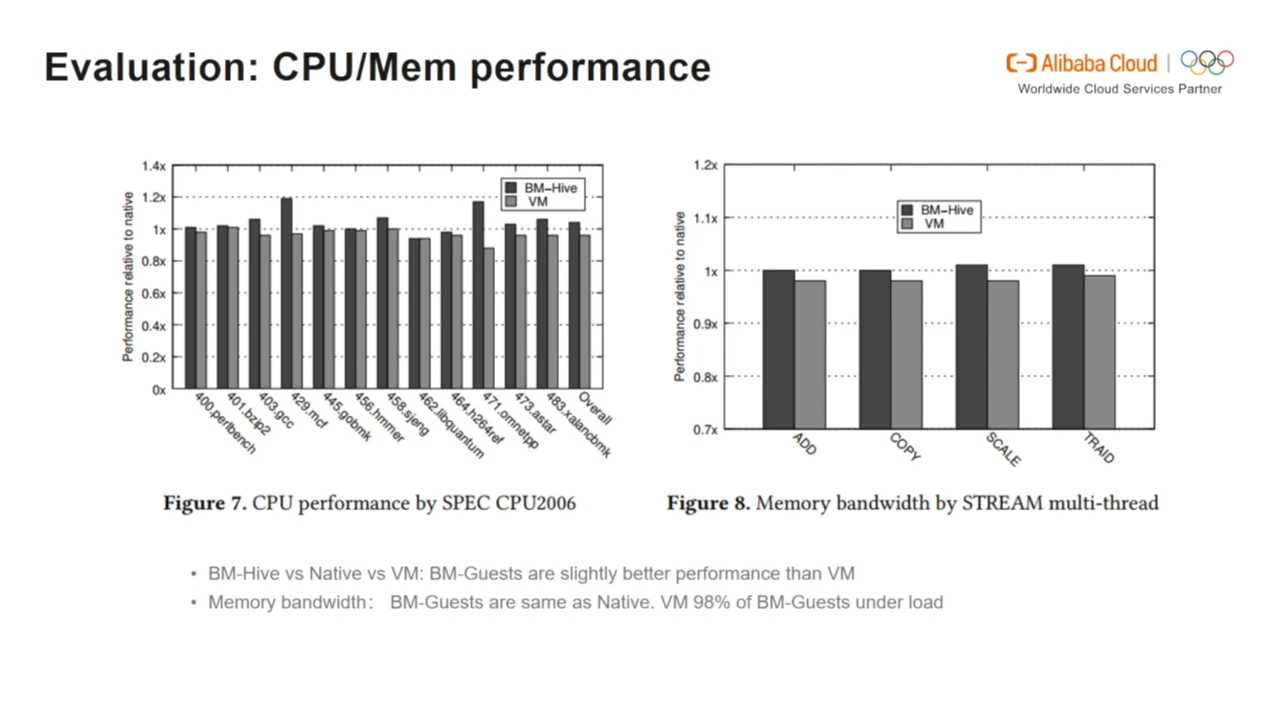 Evaluation: CPU/Mem performance
Alibaba Cloud
Worldwide Cloud Services Partner
Performance relative to native
1.4x
1.2x
1x
0.8x
0.6x
0.4x
0.2x
0x
BM-Hive
VM
400.perlbench
401.bzip2
403.gcc
429.mcf
445.gobmk
456.hmmer
458.sjeng
462.libquantum
464.h264ref
471.omnetpp
473.astar
483.xalancbmk
Overall
Figure 7. CPU performance by SPEC CPU2006
Performance relative to native
1.2x
1.1x
1x
0.9x
0.8x
0.7x
BM-Hive
VM
ADD
COPY
SCALE
TRAID
Figure 8. Memory bandwidth by STREAM multi-thread
• BM-Hive vs Native vs VM: BM-Guests are slightly better performance than VM
• Memory bandwidth： BM-Guests are same as Native. VM 98% of BM-Guests under load